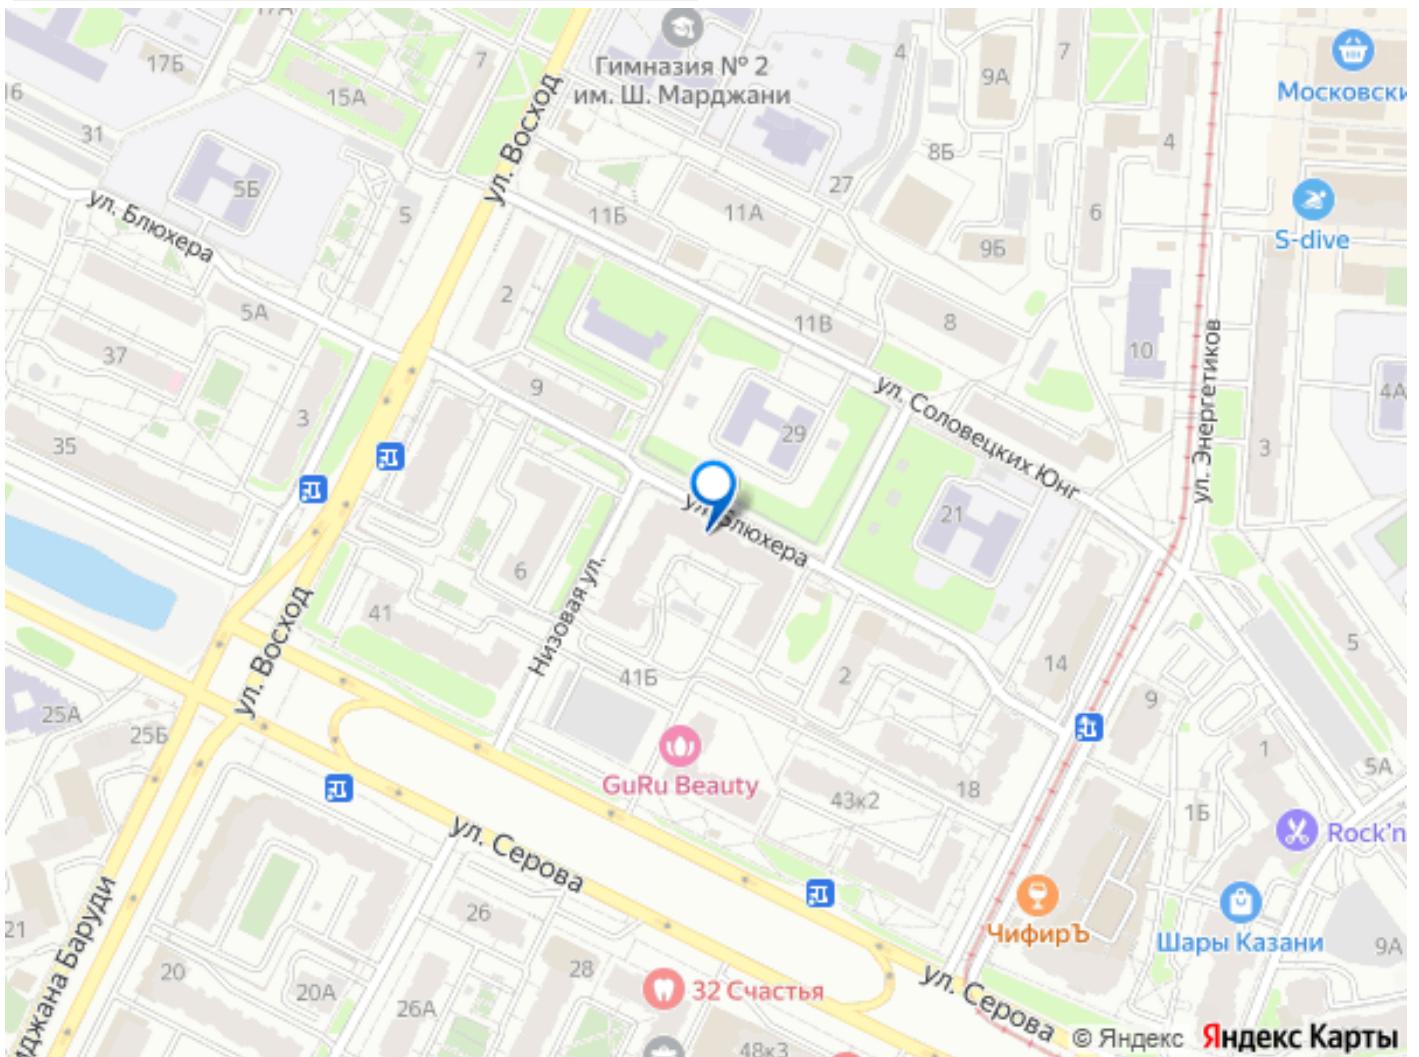 17А
17Б
16
15А
7
Гимназия № 2
им. Ш. Марджани
4
9А
7
Московски
31
5Б
5
ул. Восход
ул. Блюхера
11Б
11А
27
8Б
9Б
6
4
S-dive
5А
2
11В
8
10
ул. Энергетиков
4А
37
3
9
29
ул. Соловецких Юнг
3
35
21
ул. Блюхера
6
Низовая ул.
41
ул. Восход
41Б
2
14
9
5
25А
25Б
GuRu Beauty
43к2
18
1
5А
1Б
Rock'n
ул. Серова
26
ЧифирЪ
Шары Казани
9А
21
иджана Баруди
20
20А
26А
28
32 Счастья
ул. Серова
48к3
© Яндекс Яндекс Карты